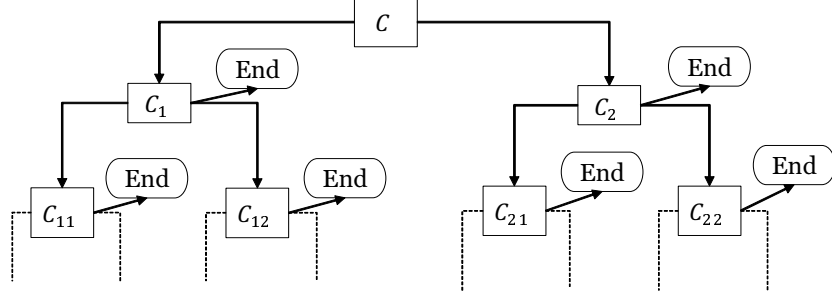 C
End
End
C₁
C₂
End
End
End
End
C₁₁
C₁₂
C₂₁
C₂₂